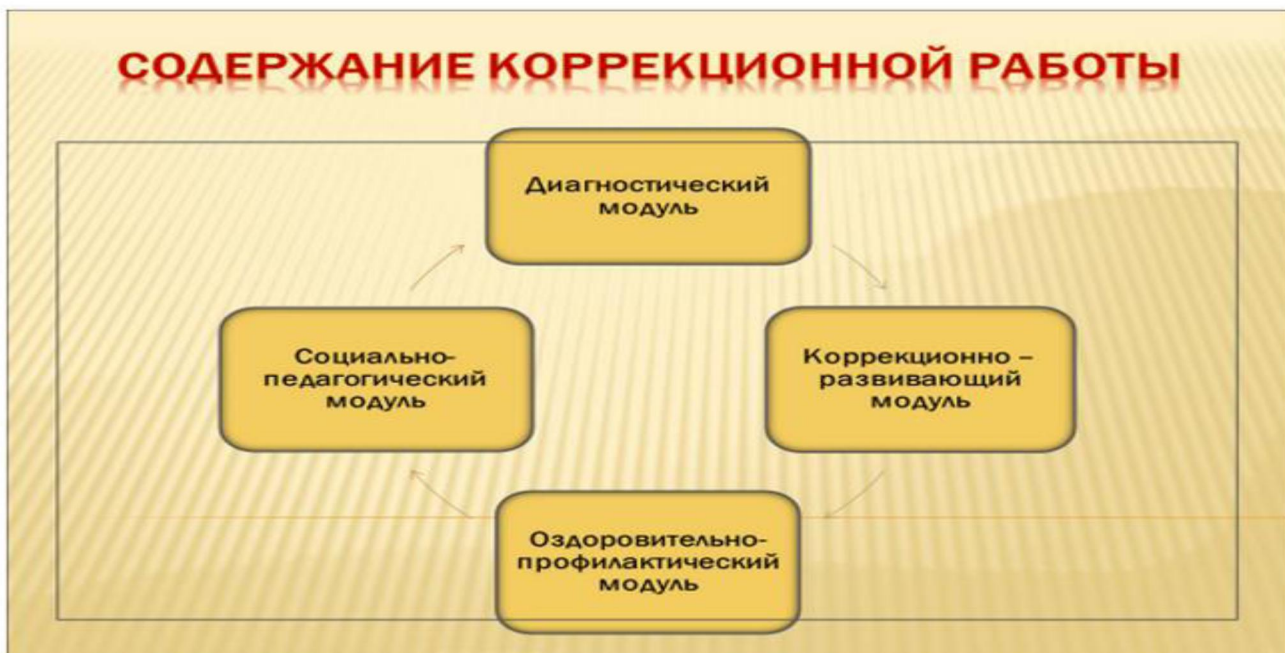 СОДЕРЖАНИЕ КОРРЕКЦИОННОЙ РАБОТЫ
Диагностический
модуль
Социально-
педагогический
модуль
Коррекционно –
развивающий
модуль
Оздоровительно-
профилактический
модуль